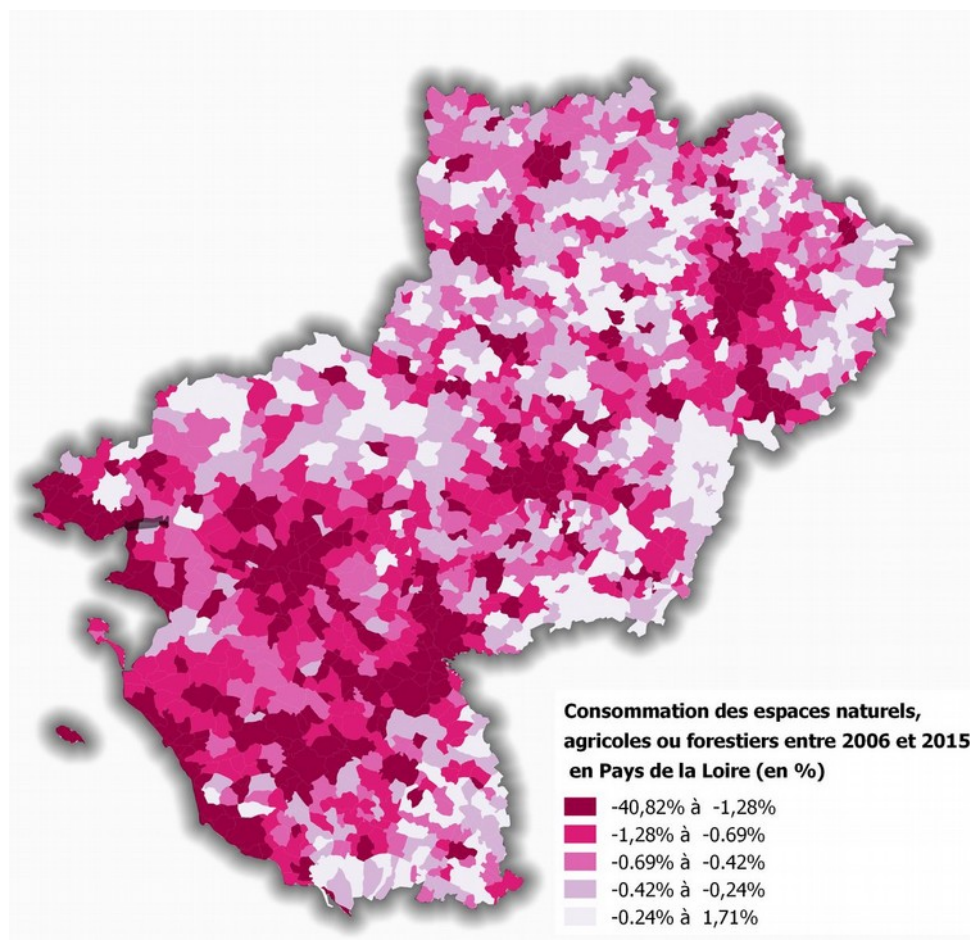 Consommation des espaces naturels,
agricoles ou forestiers entre 2006 et 2015
en Pays de la Loire (en %)
-40,82% à -1,28%
-1,28% à -0.69%
-0.69% à -0.42%
-0.42% à -0,24%
-0.24% à 1,71%